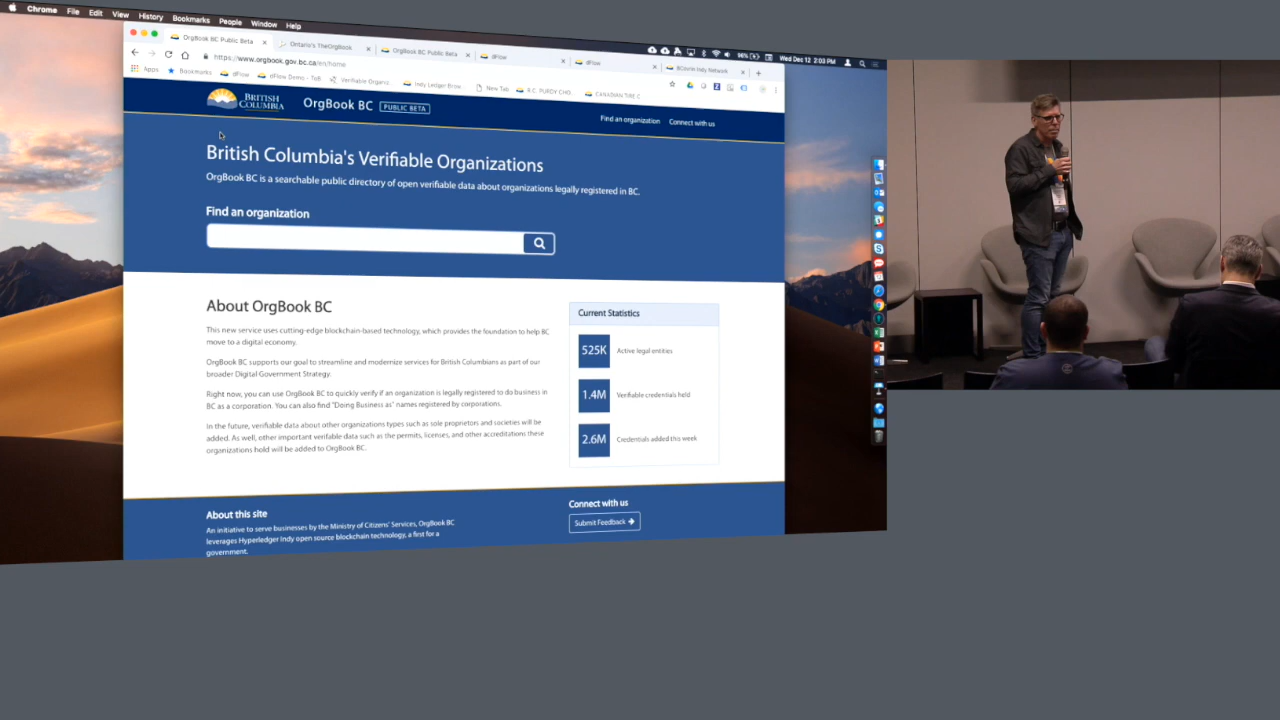 Chrome File Edit View History Bookmarks People Window Help
96% Wed Dec 12 2:03 PM
OrgBook BC Public Beta
Ontario's TheOrgbook
OrgBook BC Public Beta
dFlow
dFlow
BCovrin Indy Network
https://www.orgbook.gov.bc.ca/en/home
Apps Bookmarks dFlow dFlow Demo - ToB Verifiable Organiz Indy Ledger Brow New Tab B.C. PURDY CHO CANADIAN TIRE C
BRITISH COLUMBIA
OrgBook BC PUBLIC BETA
Find an organization Connect with us
British Columbia's Verifiable Organizations
OrgBook BC is a searchable public directory of open verifiable data about organizations legally registered in BC.
Find an organization
About OrgBook BC
This new service uses cutting-edge blockchain-based technology, which provides the foundation to help BC
move to a digital economy.
OrgBook BC supports our goal to streamline and modernize services for British Columbians as part of our
broader Digital Government Strategy.
Right now, you can use OrgBook BC to quickly verify if an organization is legally registered to do business in
BC as a corporation. You can also find "Doing Business as" names registered by corporations.
In the future, verifiable data about other organizations types such as sole proprietors and societies will be
added. As well, other important verifable data such as the permits, licenses, and other accreditations these
organizations hold will be added to OrgBook BC.
Current Statistics
525K Active legal entities
1.4M Verifiable credentials held
2.6M Credentials added this week
About this site
An initiative to serve businesses by the Ministry of Citizens' Services, OrgBook BC
leverages Hyperledger Indy open source blockchain technology, a first for a
government.
Connect with us
Submit Feedback